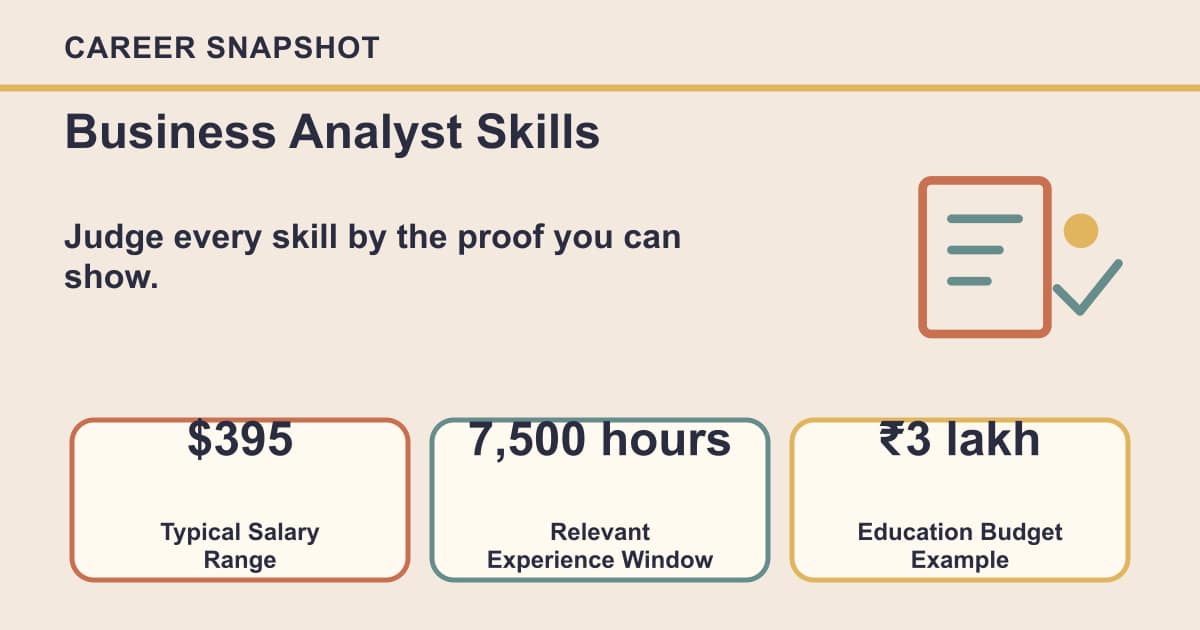 CAREER SNAPSHOT
Business Analyst Skills
Judge every skill by the proof you can
show.
$395
Typical Salary
Range
7,500 hours
Relevant
Experience Window
₹3 lakh
Education Budget
Example